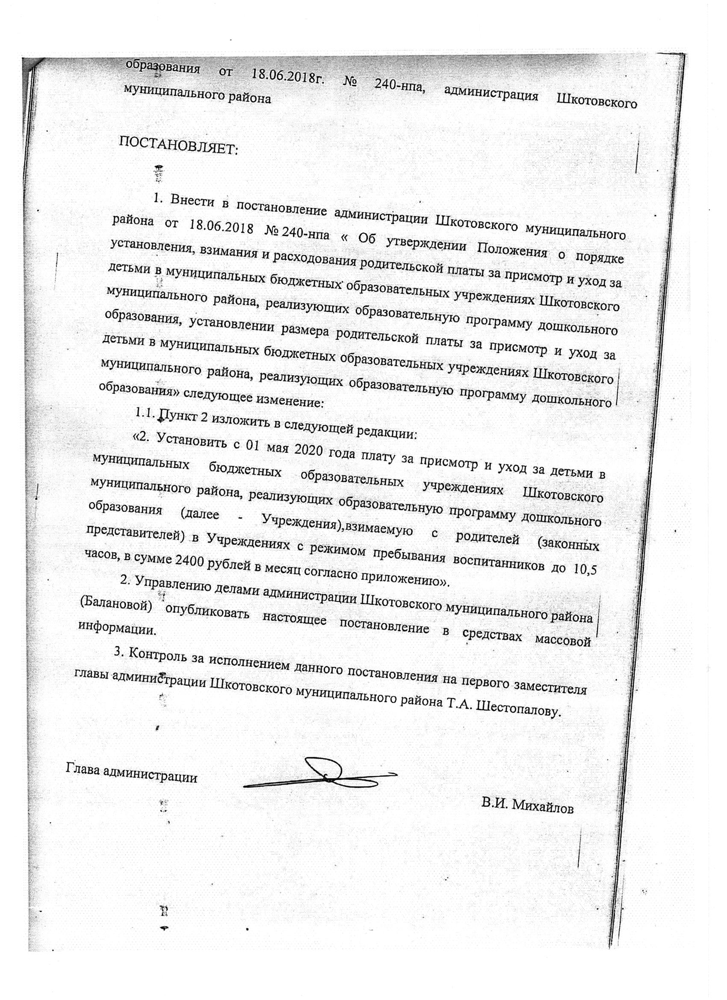 образования от 18.06.2018г. № 240-нпа, администрация Шкотовского
муниципального района
ПОСТАНОВЛЯЕТ:
1. Внести в постановление администрации Шкотовского муниципального
района от 18.06.2018 №240-нпа « Об утверждении Положения о порядке
установления, взимания и расходования родительской платы за присмотр и уход за
детьми в муниципальных бюджетных образовательных учреждениях Шкотовского
муниципального района, реализующих образовательную программу дошкольного
образования, установлении размера родительской платы за присмотр и уход за
детьми в муниципальных бюджетных образовательных учреждениях Шкотовского
муниципального района, реализующих образовательную программу дошкольного
образования» следующее изменение:
1.1. Пункт 2 изложить в следующей редакции:
«2. Установить с 01 мая 2020 года плату за присмотр и уход за детьми в
муниципальных бюджетных образовательных учреждениях Шкотовского
муниципального района, реализующих образовательную программу дошкольного
образования (далее - Учреждения),взимаемую с родителей (законных
представителей) в Учреждениях с режимом пребывания воспитанников до 10,5
часов, в сумме 2400 рублей в месяц согласно приложению».
2. Управлению делами администрации Шкотовского муниципального района
(Балановой) опубликовать настоящее постановление в средствах массовой
информации.
3. Контроль за исполнением данного постановления на первого заместителя
главы администрации Шкотовского муниципального района Т.А. Шестопалову.
Глава администрации
В.И. Михайлов